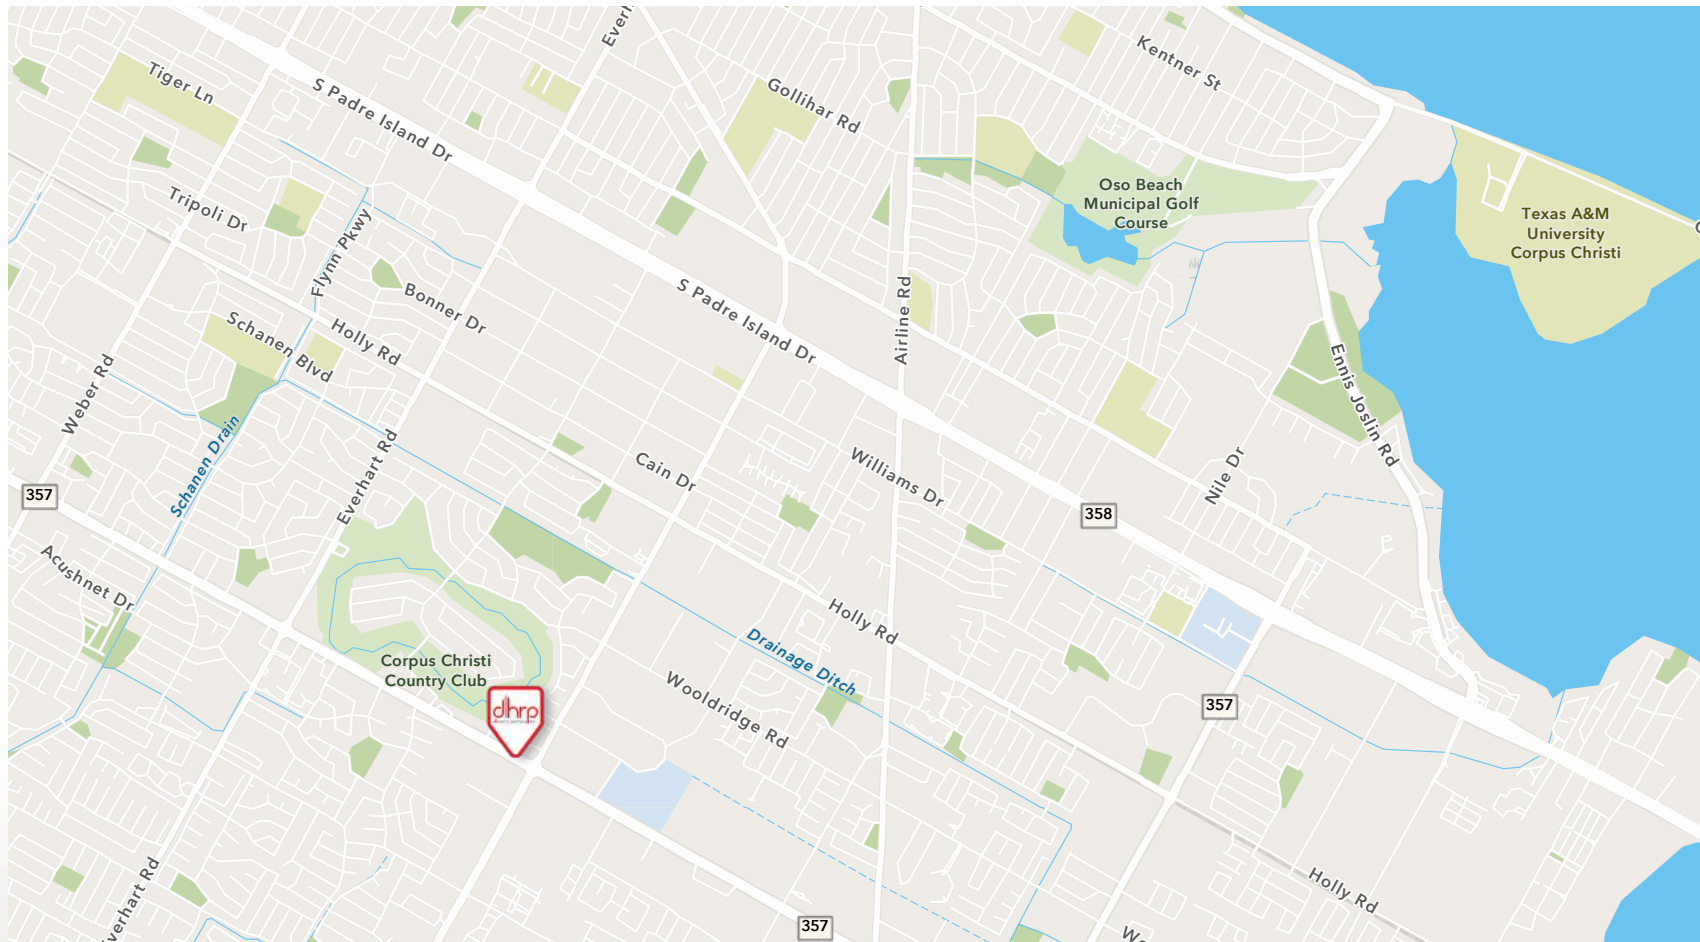 Everh
Kentner St
Tiger Ln
S Padre Island Dr
Gollihar Rd
Oso Beach
Municipal Golf
Course
Texas A&M
University
Corpus Christi
Tripoli Dr
Flynn Pkwy
Bonner Dr
S Padre Island Dr
Airline Rd
Schanen Blvd
Holly Rd
Weber Rd
Ennis Joslin Rd
Schanen Drain
Everhart Rd
Cain Dr
Williams Dr
Nile Dr
357
358
Acushnet Dr
Holly Rd
Drainage Ditch
Corpus Christi
Country Club
Wooldridge Rd
357
dhrp
Everhart Rd
Holly Rd
357
Wo